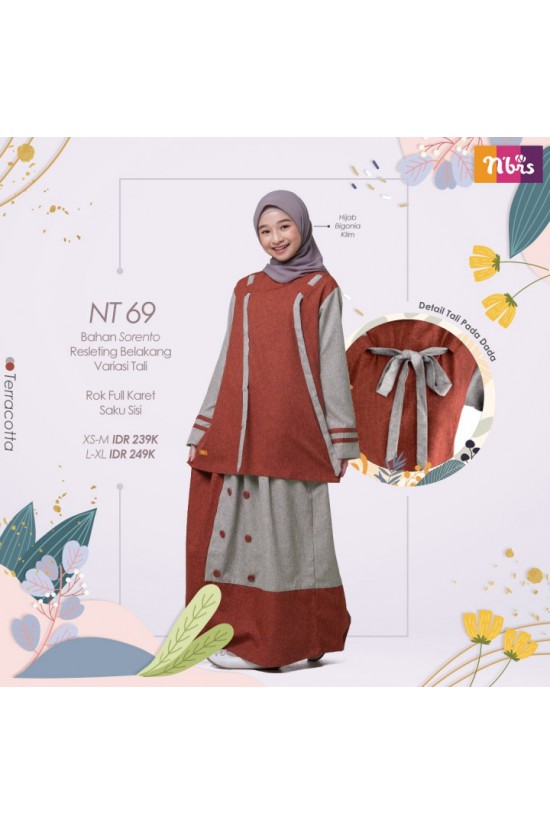 Nbrs
Hijab
Bigonia
Klim
NT 69
Bahan Sorento
Resleting Belakang
Variasi Tali
Rok Full Karet
Saku Sisi
XS-M IDR 239K
L-XL IDR 249K
Terracotta
Detail Tali Pada Dada